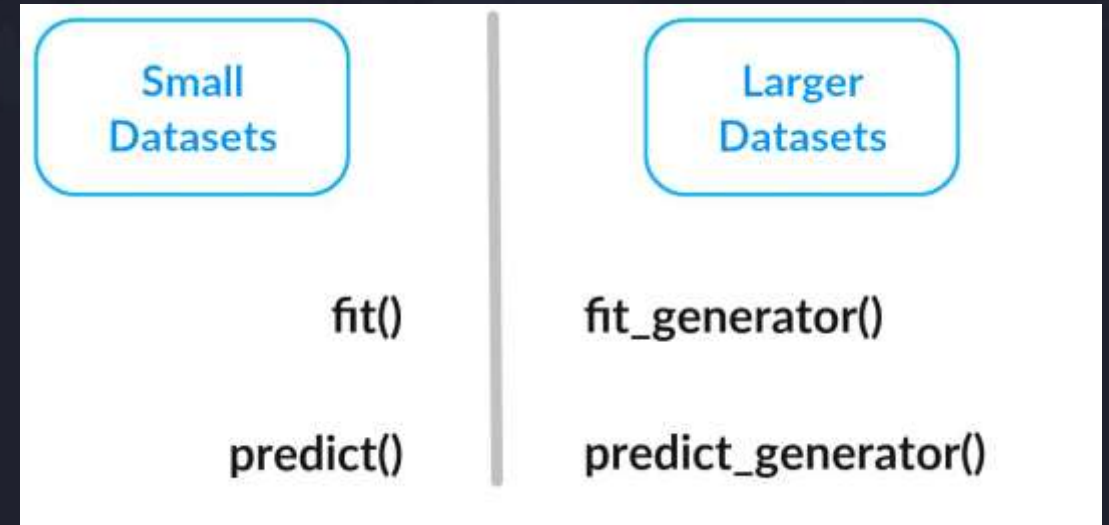 Small
Datasets
Larger
Datasets
fit()
fit_generator()
predict()
predict_generator()